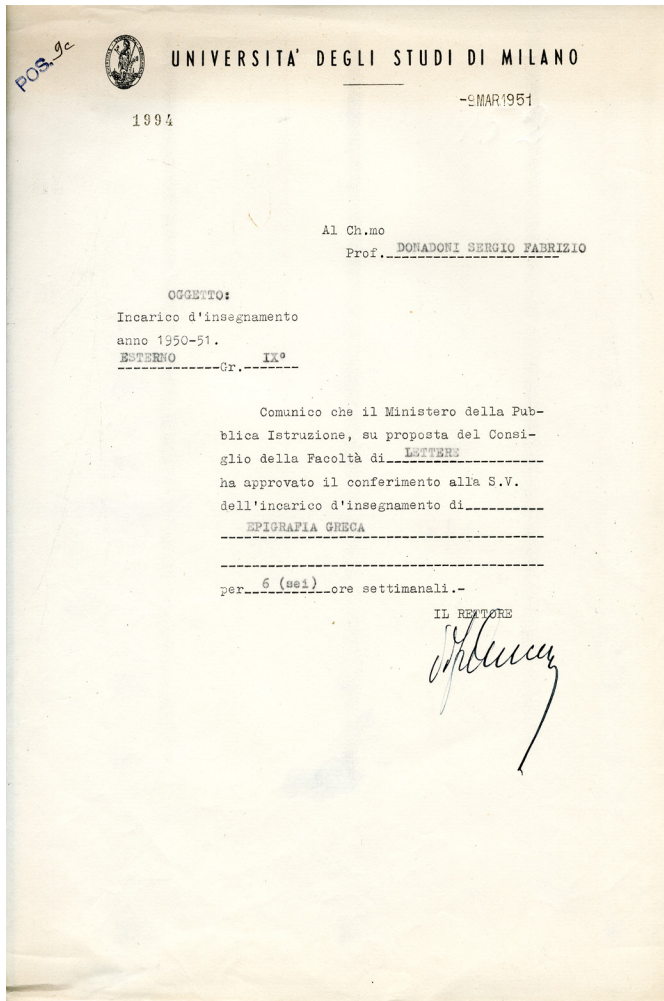 POS. 9c
UNIVERSITA' DEGLI STUDI DI MILANO
-9 MAR 1951
1994
Al Ch.mo
Prof. DONADONI SERGIO FABRIZIO
OGGETTO:
Incarico d'insegnamento
anno 1950-51.
ESTERNO Gr. IXº
Comunico che il Ministero della Pub-
blica Istruzione, su proposta del Consi-
glio della Facoltà di LETTERE
ha approvato il conferimento alla S.V.
dell'incarico d'insegnamento di
EPIGRAFIA GRECA
per 6 (sei) ore settimanali.-
IL RETTORE